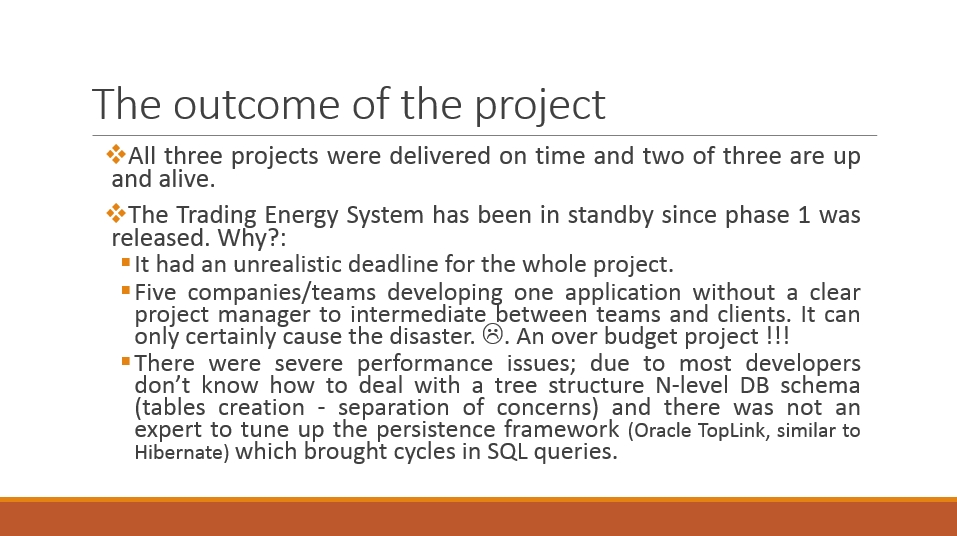 The outcome of the project
❖All three projects were delivered on time and two of three are up
and alive.
❖The Trading Energy System has been in standby since phase 1 was
released. Why?:
▪It had an unrealistic deadline for the whole project.
▪Five companies/teams developing one application without a clear
project manager to intermediate between teams and clients. It can
only certainly cause the disaster. ☹. An over budget project !!!
▪There were severe performance issues; due to most developers
don’t know how to deal with a tree structure N-level DB schema
(tables creation - separation of concerns) and there was not an
expert to tune up the persistence framework (Oracle TopLink, similar to
Hibernate) which brought cycles in SQL queries.